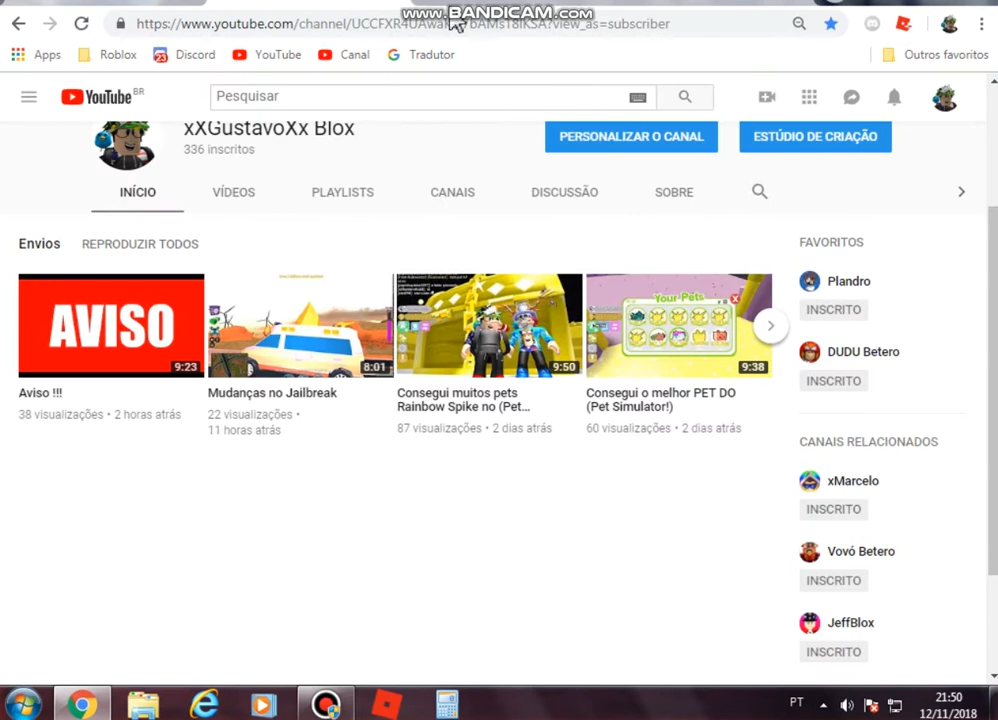 www.BANDICAM.com
https://www.youtube.com/channel/
?view_as=subscriber
Apps Roblox 23 Discord YouTube Canal Tradutor Outros favoritos
YouTube BR Pesquisar
xXGustavoXx Blox
336 inscritos
PERSONALIZAR O CANAL ESTÚDIO DE CRIAÇÃO
INÍCIO VÍDEOS PLAYLISTS CANAIS DISCUSSÃO SOBRE
Envios REPRODUZIR TODOS
AVISO
9:23
Aviso !!!
38 visualizações • 2 horas atrás
8:01
Mudanças no Jailbreak
22 visualizações •
11 horas atrás
9:50
Consegui muitos pets
Rainbow Spike no (Pet...
87 visualizações • 2 dias atrás
Your Pets
9:38
Consegui o melhor PET DO
(Pet Simulator!)
60 visualizações • 2 dias atrás
FAVORITOS
Plandro
INSCRITO
DUDU Betero
INSCRITO
CANAIS RELACIONADOS
xMarcelo
INSCRITO
Vovó Betero
INSCRITO
JeffBlox
INSCRITO
PT
21:50
12/11/2018